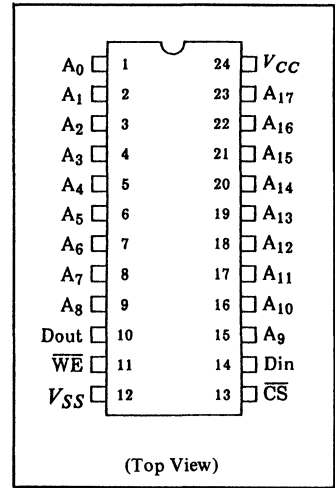 A0 1 24 VCC
A1 2 23 A17
A2 3 22 A16
A3 4 21 A15
A4 5 20 A14
A5 6 19 A13
A6 7 18 A12
A7 8 17 A11
A8 9 16 A10
Dout 10 15 A9
W̅E̅ 11 14 Din
VSS 12 13 C̅S̅
(Top View)